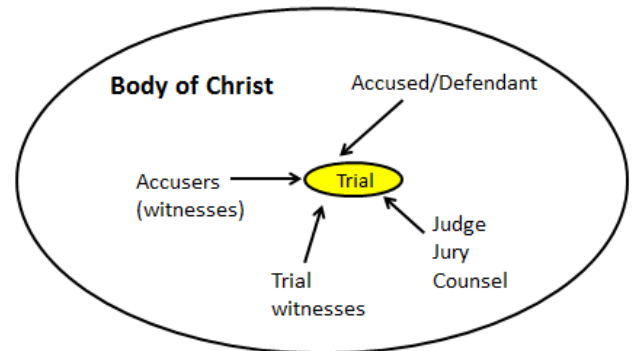 Body of Christ
Accused/Defendant
Trial
Accusers
(witnesses)
Judge
Jury
Counsel
Trial
witnesses